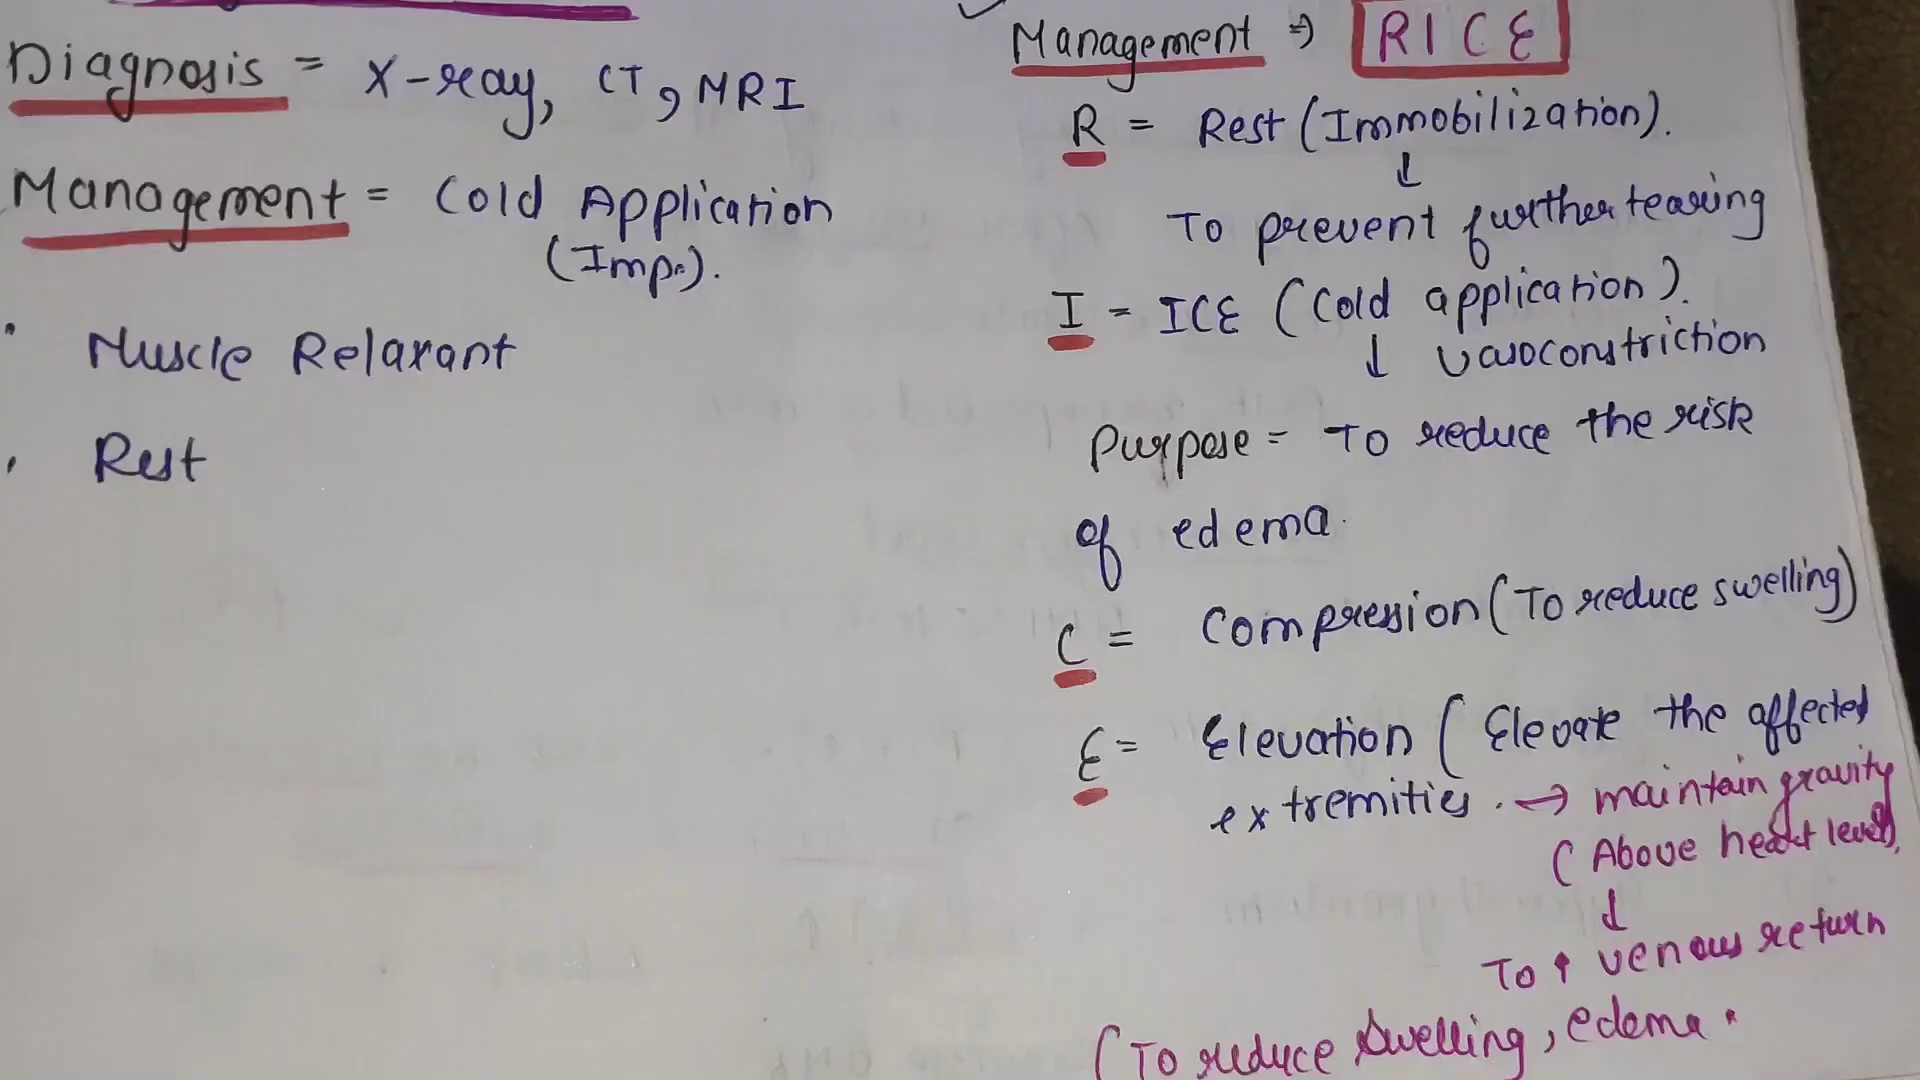 Diagnosis = X-ray, CT, MRI
Management = Cold Application
(Imp.).
Muscle Relaxant
Rest
Management ⇒ RICE
R = Rest (Immobilization).
↓
To prevent further tearing
I = ICE (Cold application).
↓ vasoconstriction
Purpose = To reduce the risk
of edema.
C = Compression (To reduce swelling)
E = Elevation ( Elevate the affected
extremities. → maintain gravity
( Above heart level),
↓
To ↑ venous return
(To reduce swelling, edema.